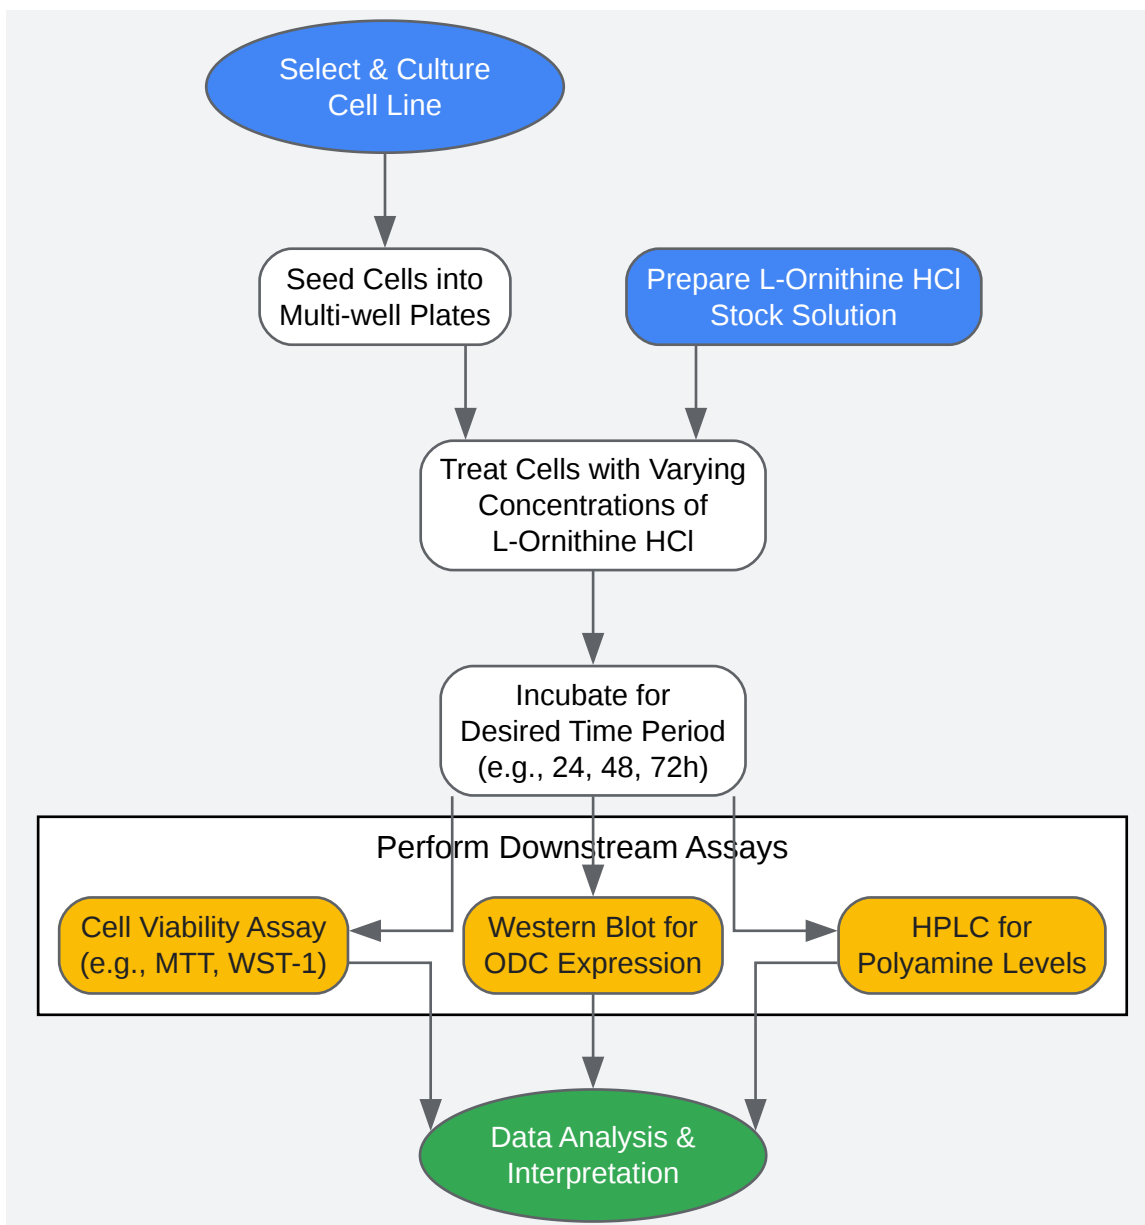 Select & Culture
Cell Line
Seed Cells into
Multi-well Plates
Prepare L-Ornithine HCl
Stock Solution
Treat Cells with Varying
Concentrations of
L-Ornithine HCl
Incubate for
Desired Time Period
(e.g., 24, 48, 72h)
Perform Downstream Assays
Cell Viability Assay
(e.g., MTT, WST-1)
Western Blot for
ODC Expression
HPLC for
Polyamine Levels
Data Analysis &
Interpretation